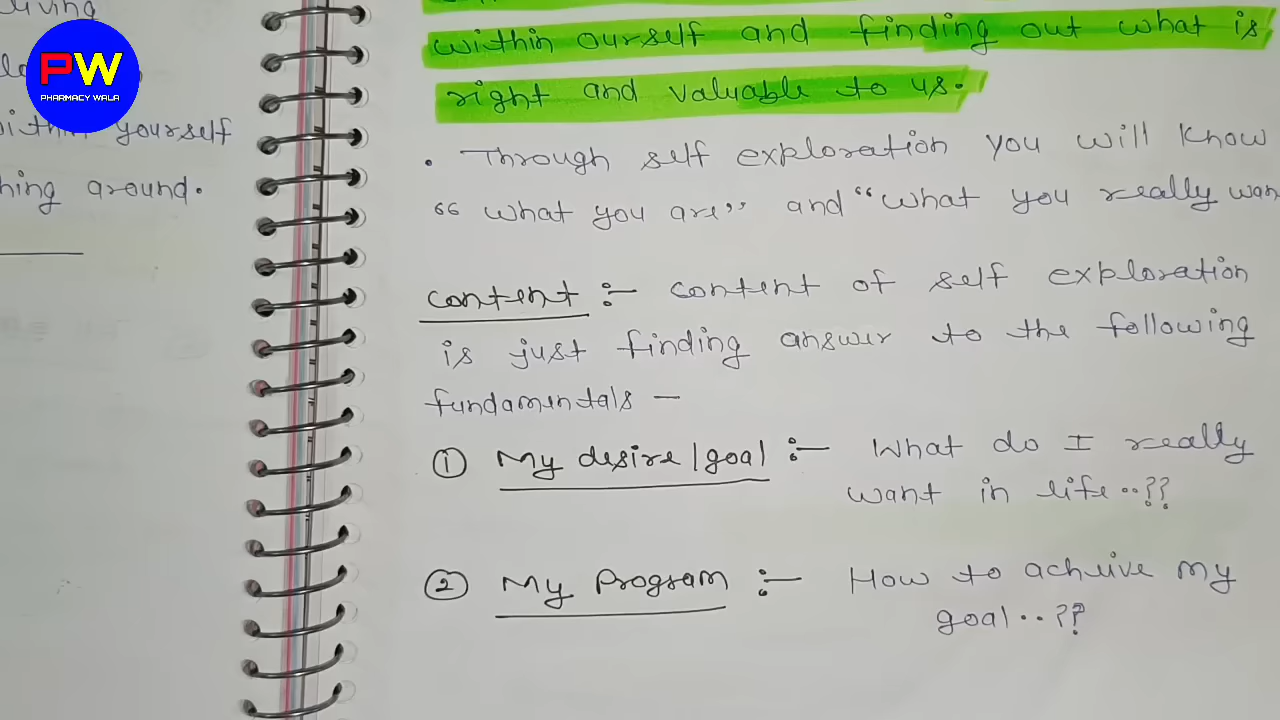 living
PW
PHARMACY WALA
within yourself
hing around.
within ourself and finding out what is
right and valuable to us.
• Through self exploration you will know
“ what you are” and “what you really wan
content :- content of self exploration
is just finding answer to the following
fundamentals —
① My desire/goal :- What do I really
want in life..??
② My Program :- How to acheive my
goal..??